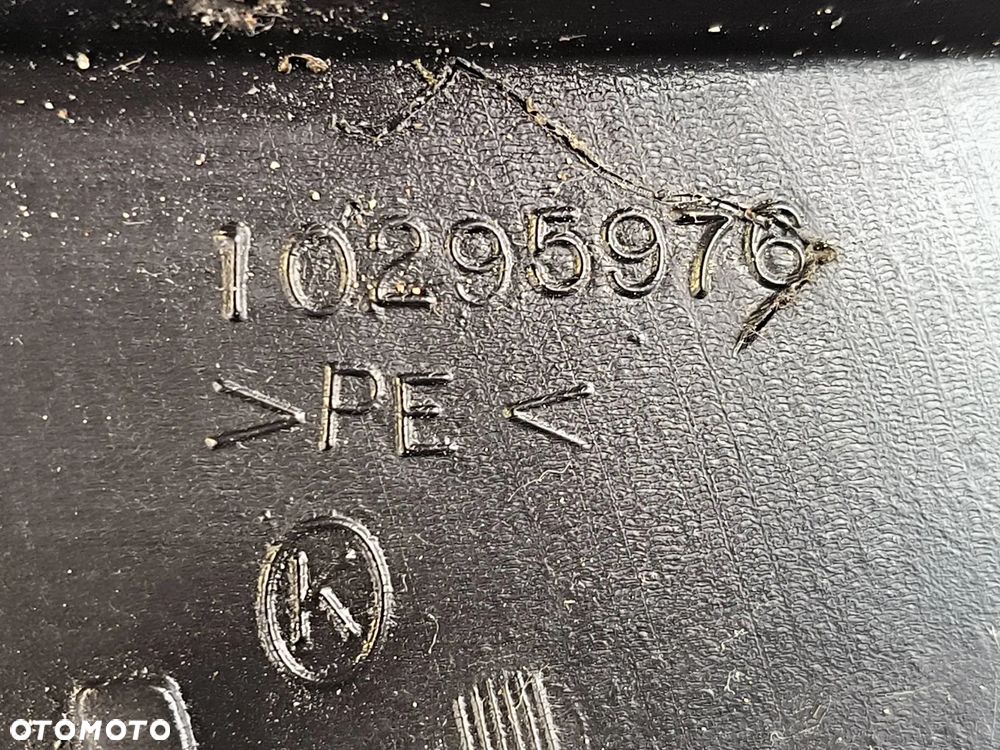 10295976
>PE<
K
OTOMOTO